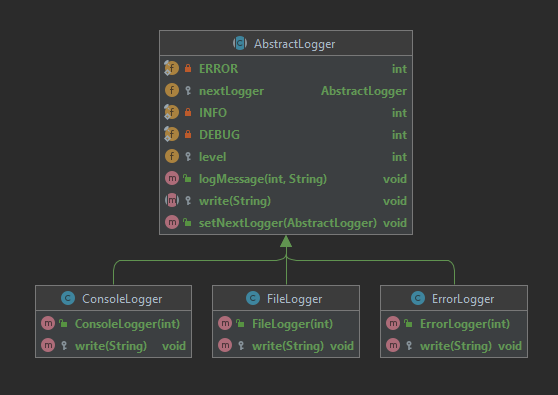 AbstractLogger
ERROR int
nextLogger AbstractLogger
INFO int
DEBUG int
level int
logMessage(int, String) void
write(String) void
setNextLogger(AbstractLogger) void
ConsoleLogger
ConsoleLogger(int)
write(String) void
FileLogger
FileLogger(int)
write(String) void
ErrorLogger
ErrorLogger(int)
write(String) void